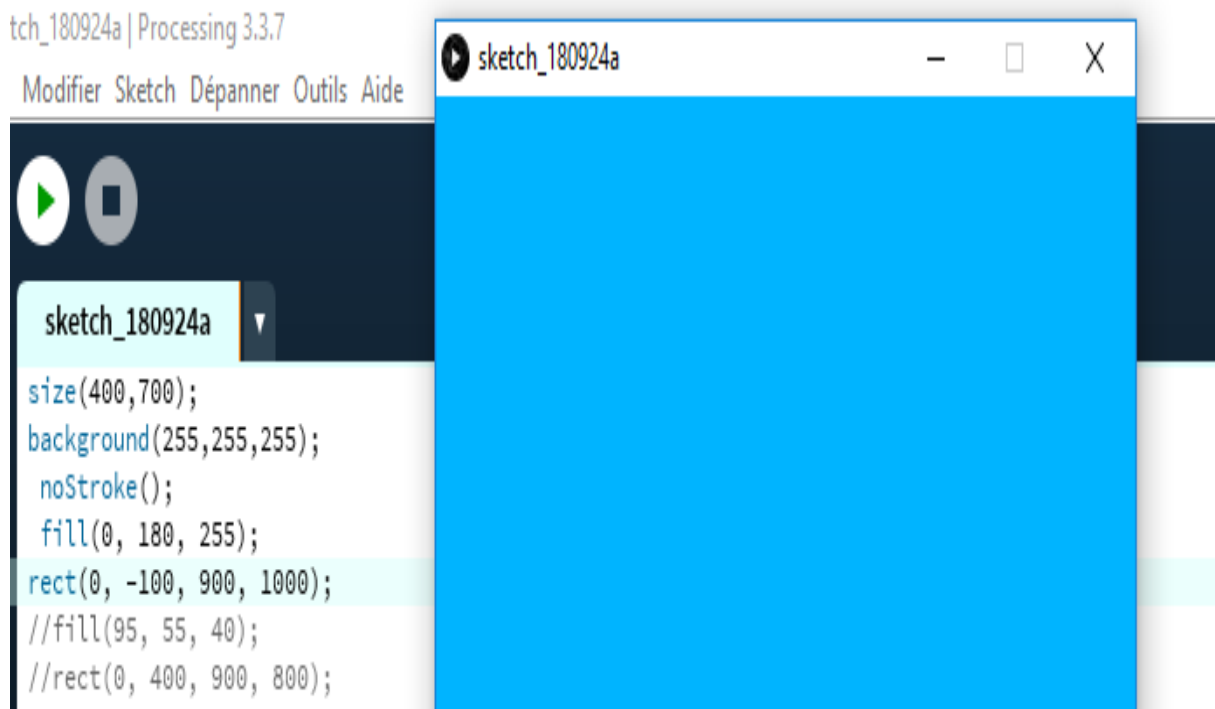 tch_180924a | Processing 3.3.7
Modifier Sketch Dépanner Outils Aide
sketch_180924a
sketch_180924a
size(400,700);
background(255,255,255);
noStroke();
fill(0, 180, 255);
rect(0, -100, 900, 1000);
//fill(95, 55, 40);
//rect(0, 400, 900, 800);